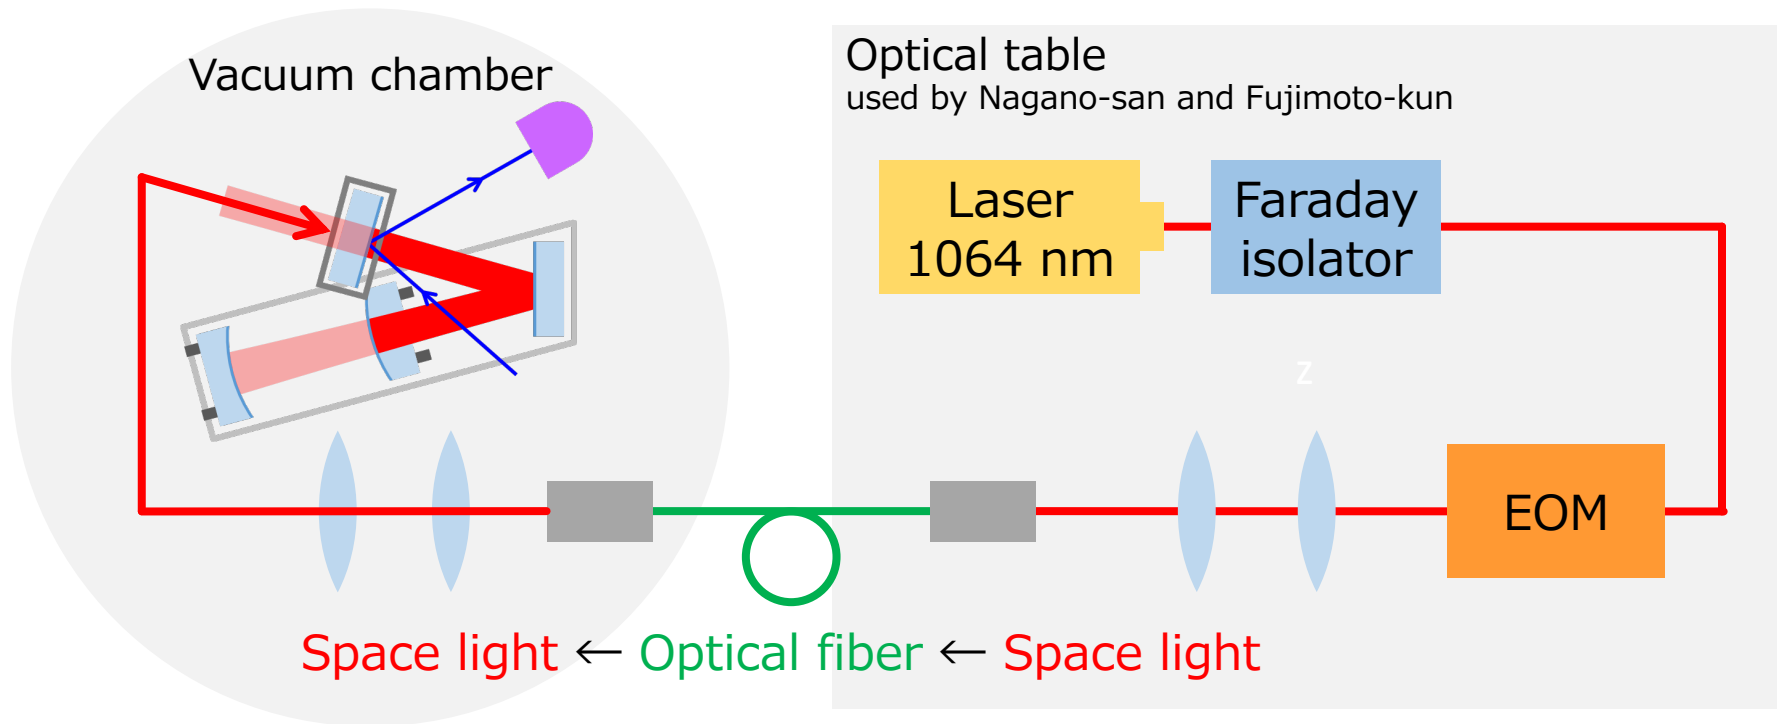 Vacuum chamber
Optical table
used by Nagano-san and Fujimoto-kun
Laser
1064 nm
Faraday
isolator
z
EOM
Space light ← Optical fiber ← Space light